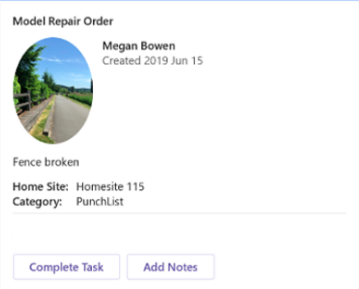 Model Repair Order
Megan Bowen
Created 2019 Jun 15
Fence broken
Home Site: Homesite 115
Category: PunchList
Complete Task
Add Notes